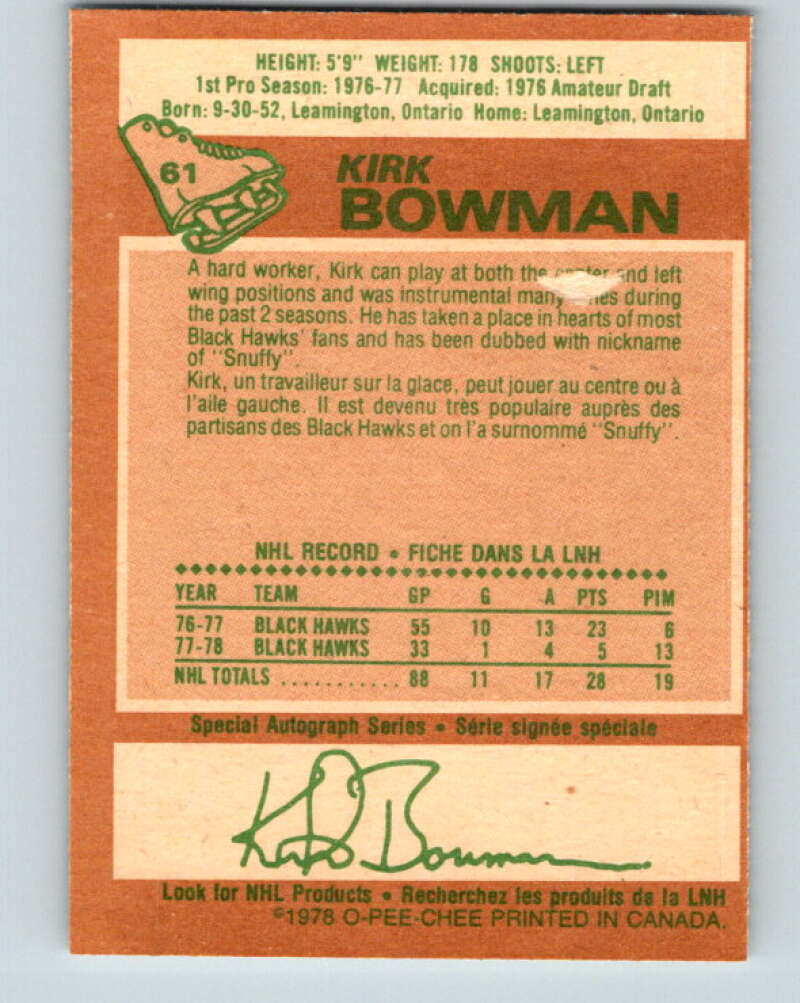 HEIGHT: 5'9" WEIGHT: 178 SHOOTS: LEFT
1st Pro Season: 1976-77 Acquired: 1976 Amateur Draft
Born: 9-30-52, Leamington, Ontario Home: Leamington, Ontario
61
KIRK
BOWMAN
A hard worker, Kirk can play at both the and left
wing positions and was instrumental many during
the past 2 seasons. He has taken a place in hearts of most
Black Hawks' fans and has been dubbed with nickname
of "Snuffy".
Kirk, un travailleur sur la glace, peut jouer au centre ou à
l'aile gauche. Il est devenu très populaire auprès des
partisans des Black Hawks et on l'a surnommé "Snuffy".
NHL RECORD • FICHE DANS LA LNH
YEAR TEAM GP G A PTS PIM
76-77 BLACK HAWKS 55 10 13 23 6
77-78 BLACK HAWKS 33 1 4 5 13
NHL TOTALS ........... 88 11 17 28 19
Special Autograph Series • Série signée spéciale
Kirk Bowman
Look for NHL Products • Recherchez les produits de la LNH
©1978 O-PEE-CHEE PRINTED IN CANADA.